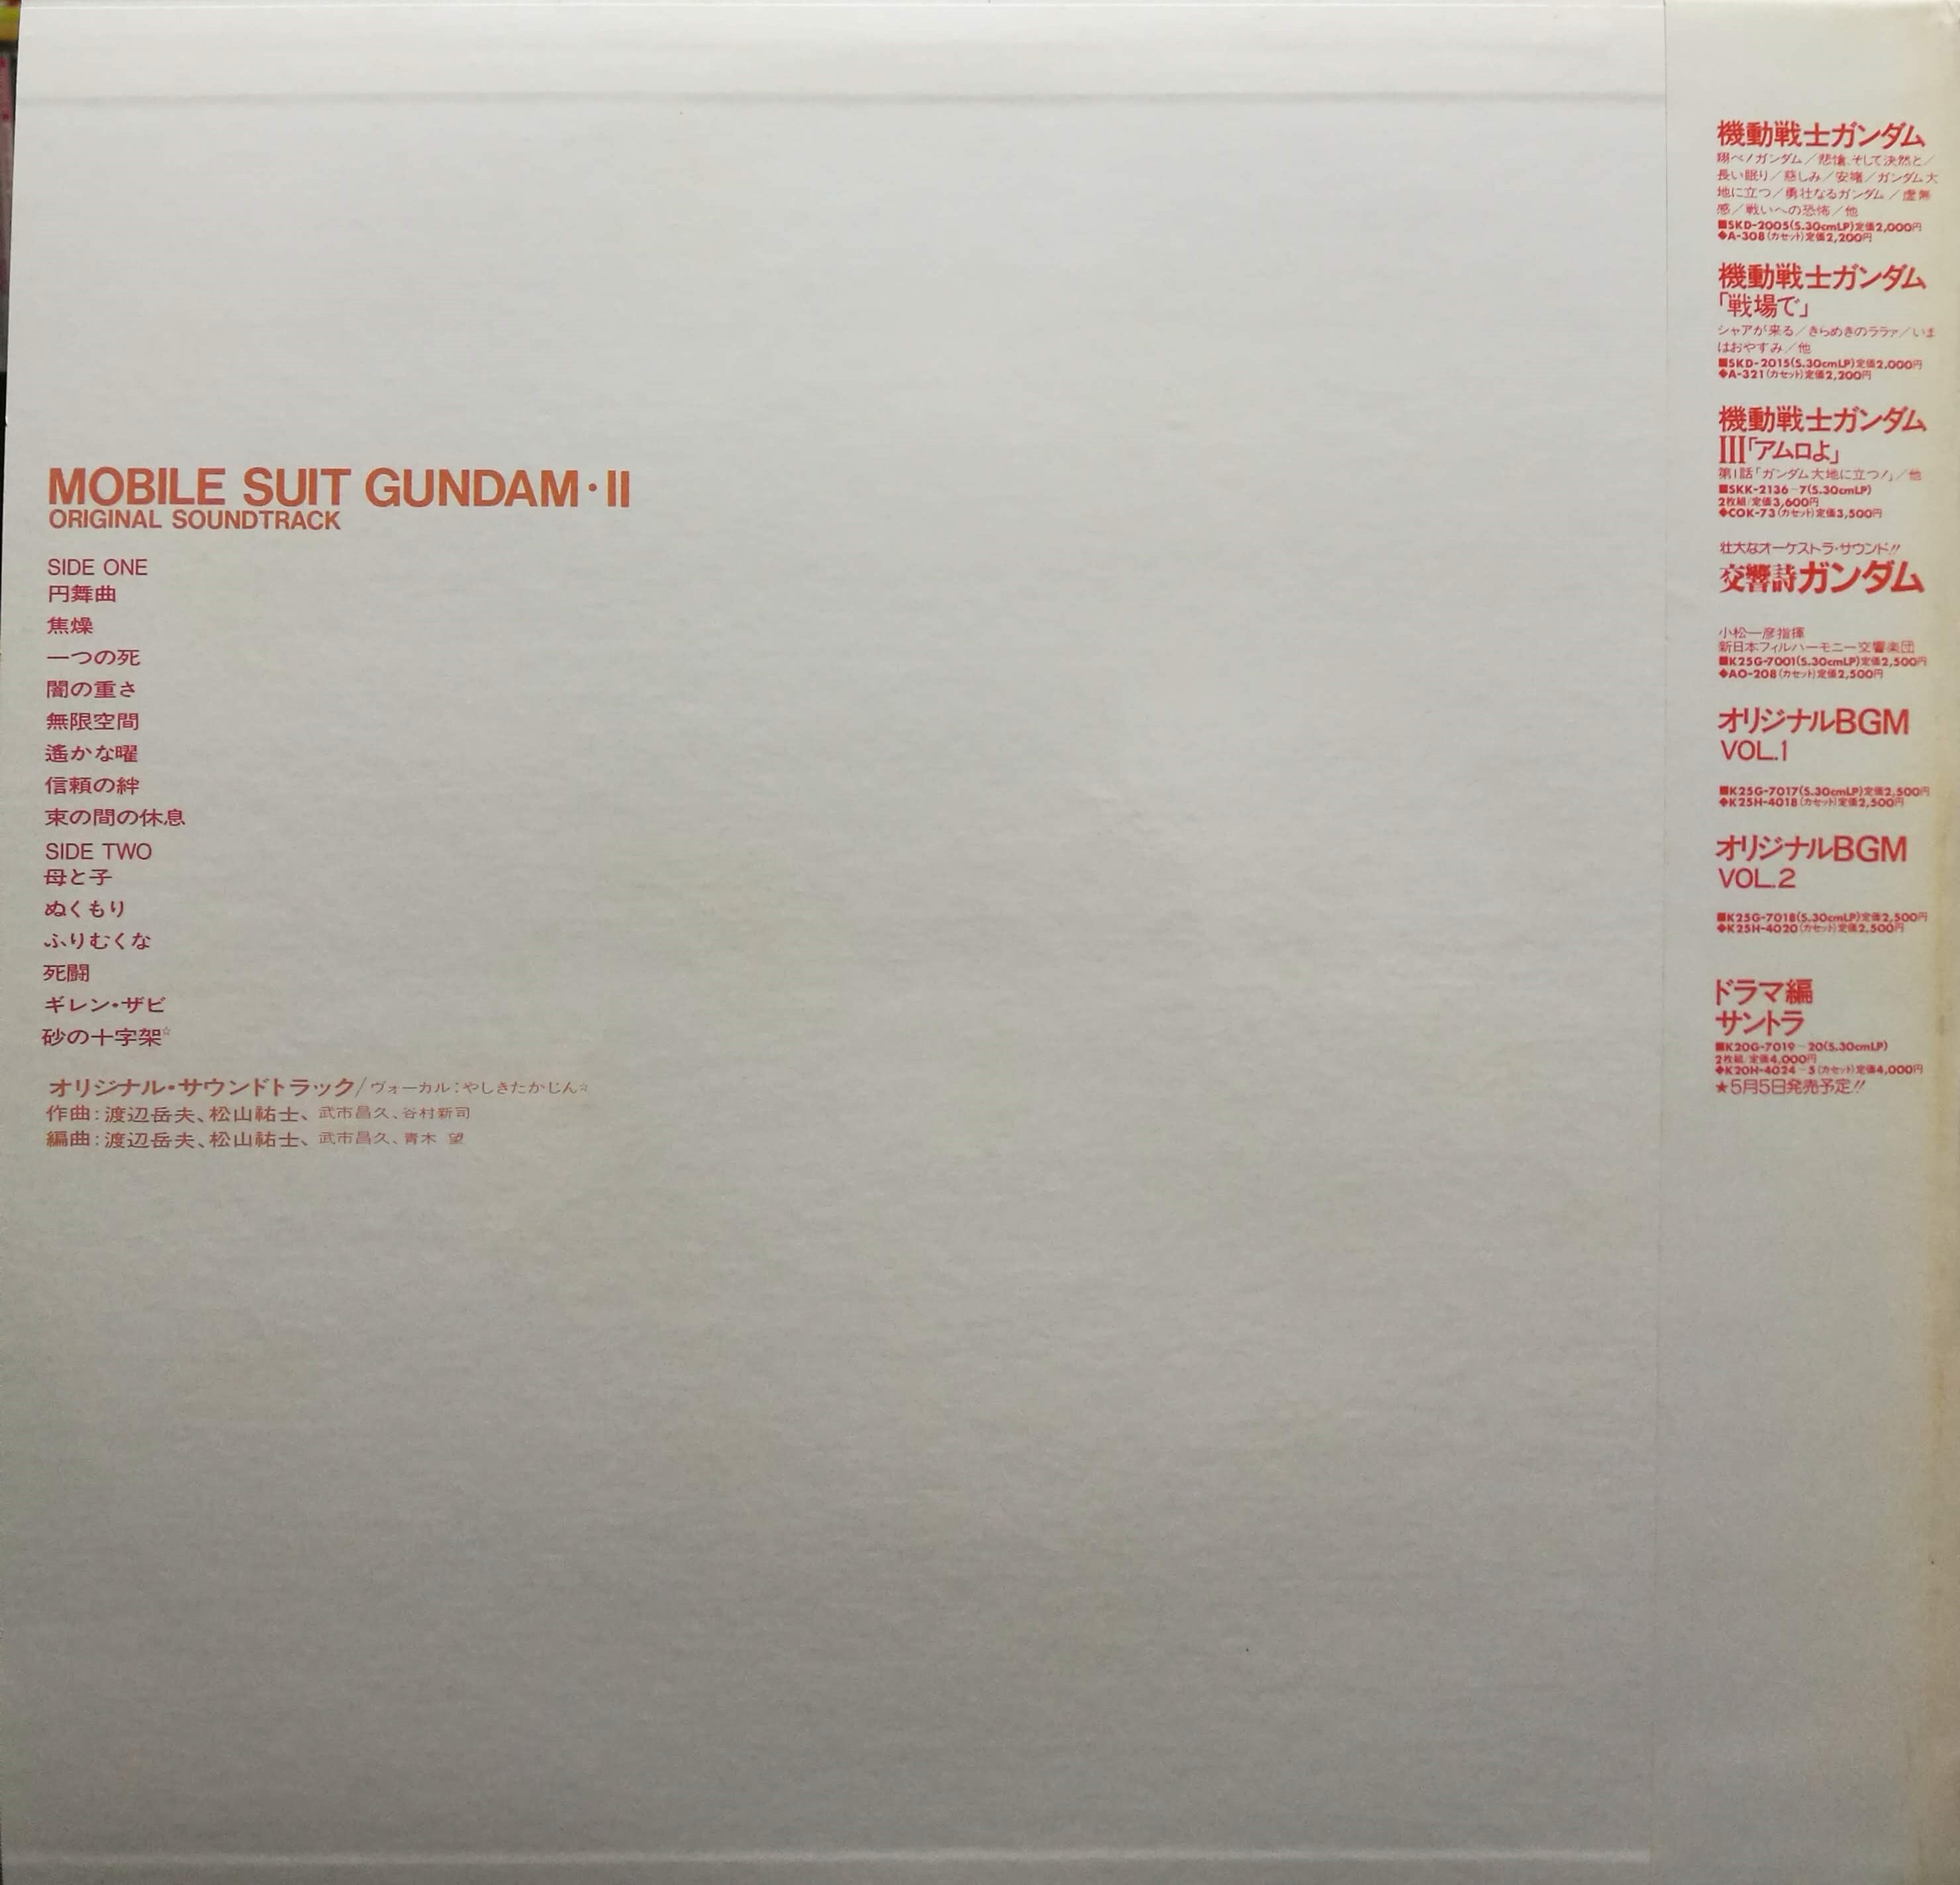 MOBILE SUIT GUNDAM・II
ORIGINAL SOUNDTRACK
SIDE ONE
円舞曲
焦燥
一つの死
闇の重さ
無限空間
遙かな曜
信頼の絆
束の間の休息
SIDE TWO
母と子
ぬくもり
ふりむくな
死闘
ギレン・ザビ
砂の十字架☆
オリジナル・サウンドトラック/ヴォーカル:やしきたかじん☆
作曲:渡辺岳夫、松山祐士、武市昌久、谷村新司
編曲:渡辺岳夫、松山祐士、武市昌久、青木 望
機動戦士ガンダム
翔べ!ガンダム/悲愴、そして決然と/
長い眠り/慈しみ/安堵/ガンダム大
地に立つ/勇壮なるガンダム/虚無
感/戦いへの恐怖/他
■SKD-2005(S.30cmLP)定価2,000円
◆A-308(カセット)定価2,200円
機動戦士ガンダム
「戦場で」
シャアが来る/きらめきのララァ/いま
はおやすみ/他
■SKD-2015(S.30cmLP)定価2,000円
◆A-321(カセット)定価2,200円
機動戦士ガンダム
III「アムロよ」
第1話「ガンダム大地に立つ!」/他
■SKK-2136-7(S.30cmLP)
2枚組/定価3,600円
◆COK-73(カセット)定価3,500円
壮大なオーケストラ・サウンド!!
交響詩ガンダム
小松一彦指揮
新日本フィルハーモニー交響楽団
■K25G-7001(S.30cmLP)定価2,500円
◆AO-208(カセット)定価2,500円
オリジナルBGM
VOL.1
■K25G-7017(S.30cmLP)定価2,500円
◆K25H-4018(カセット)定価2,500円
オリジナルBGM
VOL.2
■K25G-7018(S.30cmLP)定価2,500円
◆K25H-4020(カセット)定価2,500円
ドラマ編
サントラ
■K20G-7019-20(S.30cmLP)
2枚組/定価4,000円
◆K20H-4024-5(カセット)定価4,000円
★5月5日発売予定!!